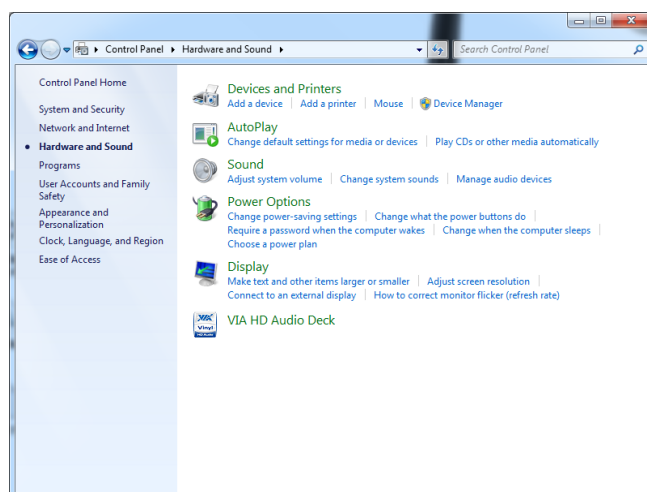 Control Panel ▸ Hardware and Sound ▸
Search Control Panel
Control Panel Home
System and Security
Network and Internet
Hardware and Sound
Programs
User Accounts and Family
Safety
Appearance and
Personalization
Clock, Language, and Region
Ease of Access
Devices and Printers
Add a device | Add a printer | Mouse | Device Manager
AutoPlay
Change default settings for media or devices | Play CDs or other media automatically
Sound
Adjust system volume | Change system sounds | Manage audio devices
Power Options
Change power-saving settings | Change what the power buttons do |
Require a password when the computer wakes | Change when the computer sleeps |
Choose a power plan
Display
Make text and other items larger or smaller | Adjust screen resolution |
Connect to an external display | How to correct monitor flicker (refresh rate)
VIA
Vinyl
HD AUDIO
VIA HD Audio Deck